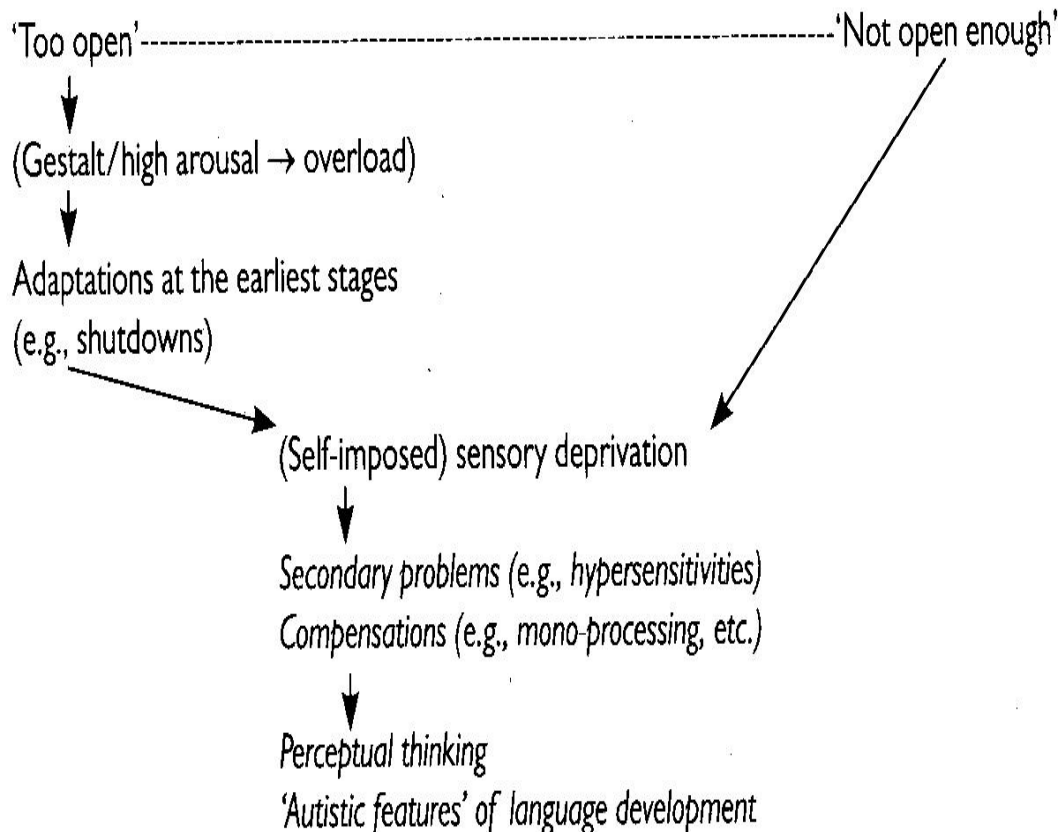 ‘Too open’------------------------------‘Not open enough’
(Gestalt/high arousal → overload)
Adaptations at the earliest stages
(e.g., shutdowns)
(Self-imposed) sensory deprivation
Secondary problems (e.g., hypersensitivities)
Compensations (e.g., mono-processing, etc.)
Perceptual thinking
‘Autistic features’ of language development